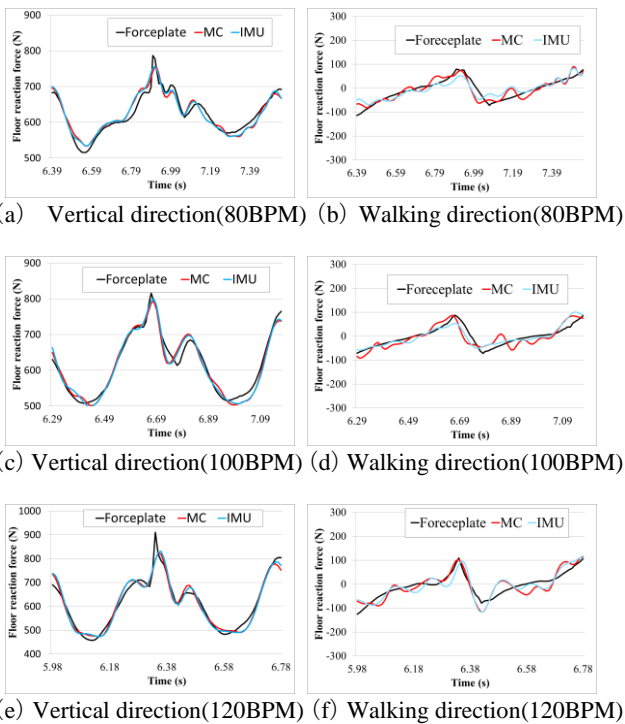 Forceplate MC IMU
Floor reaction force (N)
900
800
700
600
500
6.39 6.59 6.79 6.99 7.19 7.39
Time (s)
Foreceplate MC IMU
Floor reaction force (N)
300
200
100
0
-100
-200
-300
6.39 6.59 6.79 6.99 7.19 7.39
Time (s)
(a) Vertical direction(80BPM) (b) Walking direction(80BPM)
Forceplate MC IMU
Floor reaction force (N)
900
800
700
600
500
6.29 6.49 6.69 6.89 7.09
Time (s)
Foreceplate MC IMU
Floor reaction force (N)
300
200
100
0
-100
-200
-300
6.29 6.49 6.69 6.89 7.09
Time (s)
(c) Vertical direction(100BPM) (d) Walking direction(100BPM)
Forceplate MC IMU
Floor reaction force (N)
1000
900
800
700
600
500
400
5.98 6.18 6.38 6.58 6.78
Time (s)
Foreceplate MC IMU
Floor reaction force (N)
300
200
100
0
-100
-200
-300
5.98 6.18 6.38 6.58 6.78
Time (s)
(e) Vertical direction(120BPM) (f) Walking direction(120BPM)